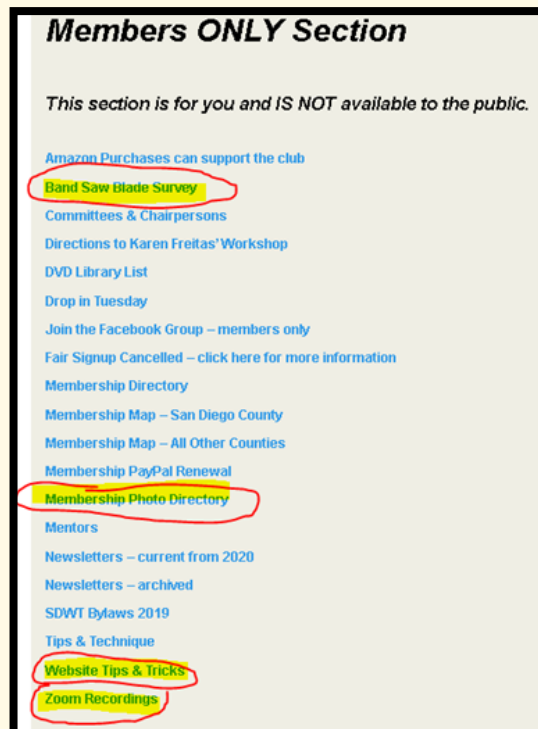 Members ONLY Section
This section is for you and IS NOT available to the public.
Amazon Purchases can support the club
Band Saw Blade Survey
Committees & Chairpersons
Directions to Karen Freitas' Workshop
DVD Library List
Drop in Tuesday
Join the Facebook Group – members only
Fair Signup Cancelled – click here for more information
Membership Directory
Membership Map – San Diego County
Membership Map – All Other Counties
Membership PayPal Renewal
Membership Photo Directory
Mentors
Newsletters – current from 2020
Newsletters – archived
SDWT Bylaws 2019
Tips & Technique
Website Tips & Tricks
Zoom Recordings